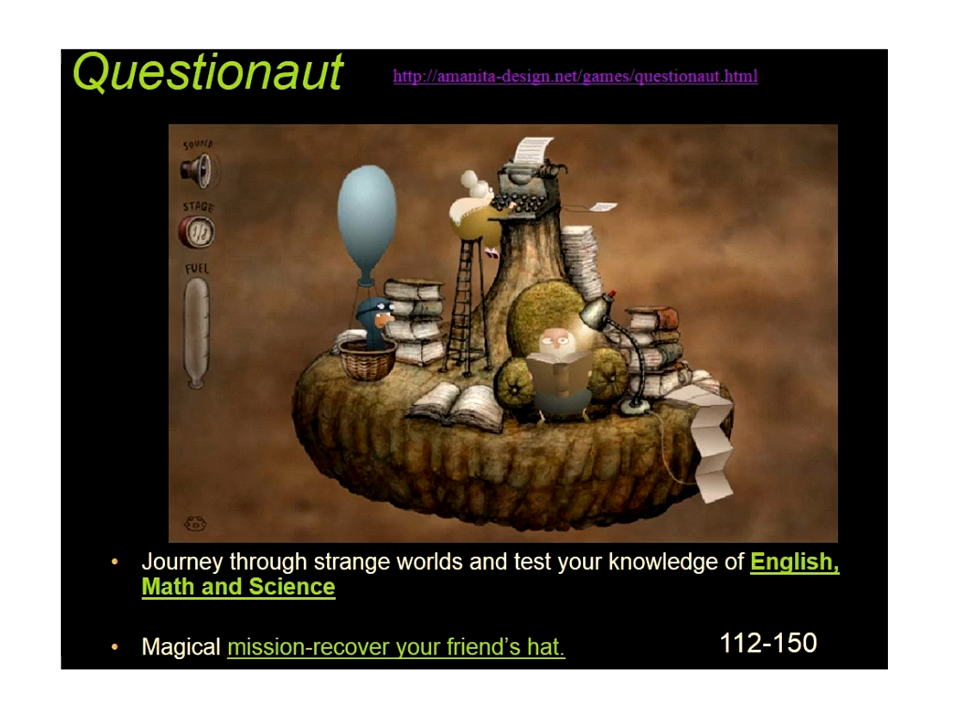 Questionaut
http://amanita-design.net/games/questionaut.html
SOUND
STAGE
FUEL
• Journey through strange worlds and test your knowledge of English,
Math and Science
• Magical mission-recover your friend's hat.
112-150